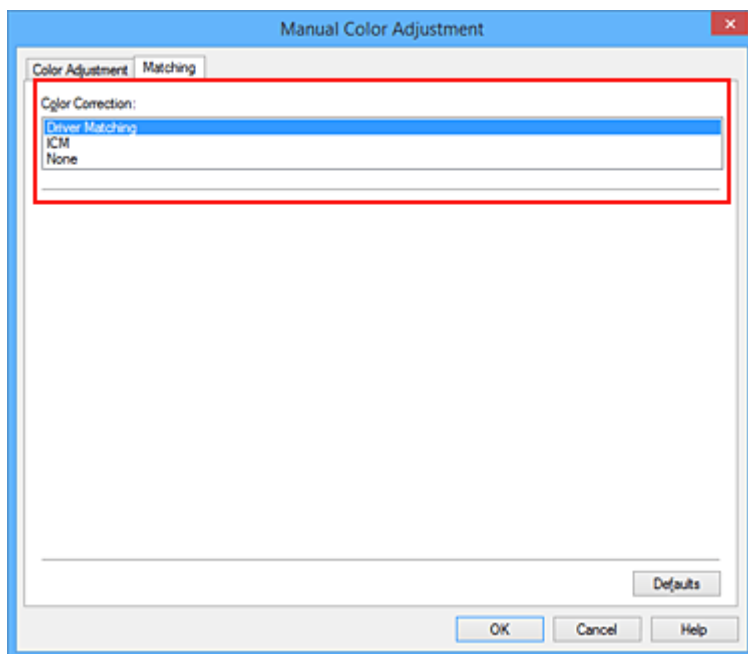 Manual Color Adjustment
Color Adjustment Matching
Color Correction:
Driver Matching
ICM
None
Defaults
OK Cancel Help